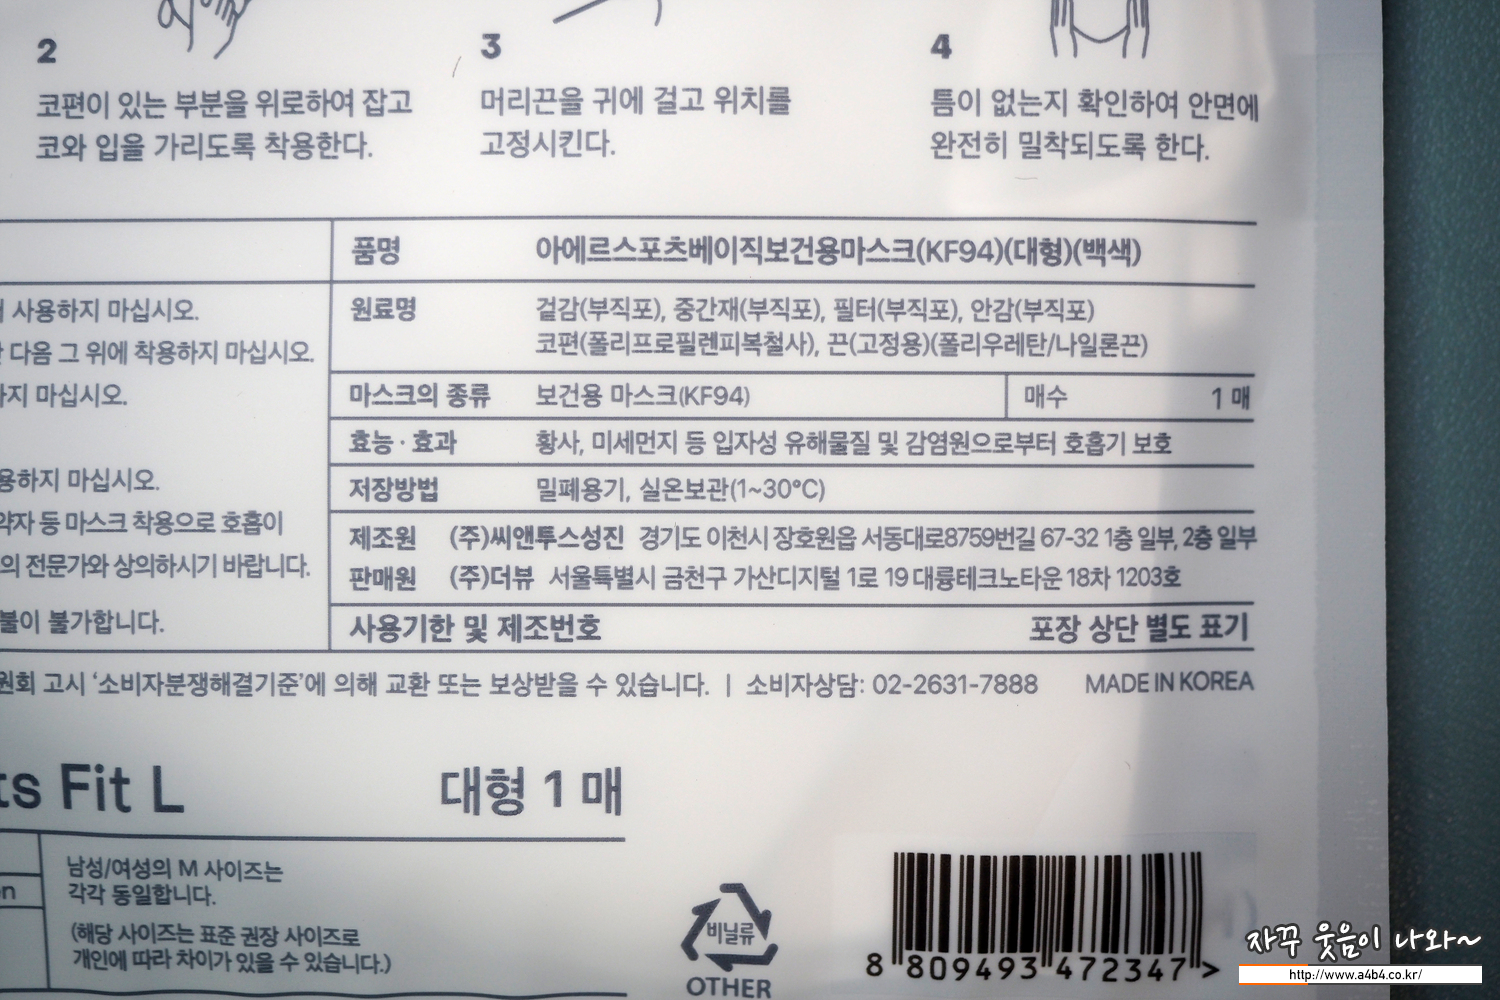 2
코편이 있는 부분을 위로하여 잡고
코와 입을 가리도록 착용한다.
3
머리끈을 귀에 걸고 위치를
고정시킨다.
4
틈이 없는지 확인하여 안면에
완전히 밀착되도록 한다.
사용하지 마십시오.
다음 그 위에 착용하지 마십시오.
하지 마십시오.
용하지 마십시오.
약자 등 마스크 착용으로 호흡이
의 전문가와 상의하시기 바랍니다.
불이 불가합니다.
품명 아에르스포츠베이직보건용마스크(KF94)(대형)(백색)
원료명 겉감(부직포), 중간재(부직포), 필터(부직포), 안감(부직포)
코편(폴리프로필렌피복철사), 끈(고정용)(폴리우레탄/나일론끈)
마스크의 종류 보건용 마스크(KF94) 매수 1 매
효능·효과 황사, 미세먼지 등 입자성 유해물질 및 감염원으로부터 호흡기 보호
저장방법 밀폐용기, 실온보관(1~30°C)
제조원 (주)씨앤투스성진 경기도 이천시 장호원읍 서동대로8759번길 67-32 1층 일부, 2층 일부
판매원 (주)더뷰 서울특별시 금천구 가산디지털 1로 19 대륭테크노타운 18차 1203호
사용기한 및 제조번호 포장 상단 별도 표기
원회 고시 '소비자분쟁해결기준'에 의해 교환 또는 보상받을 수 있습니다. | 소비자상담: 02-2631-7888 MADE IN KOREA
ts Fit L 대형 1 매
on
남성/여성의 M 사이즈는
각각 동일합니다.
(해당 사이즈는 표준 권장 사이즈로
개인에 따라 차이가 있을 수 있습니다.)
비닐류
OTHER
8 809493 472347 >
자꾸 웃음이 나와~
http://www.a4b4.co.kr/